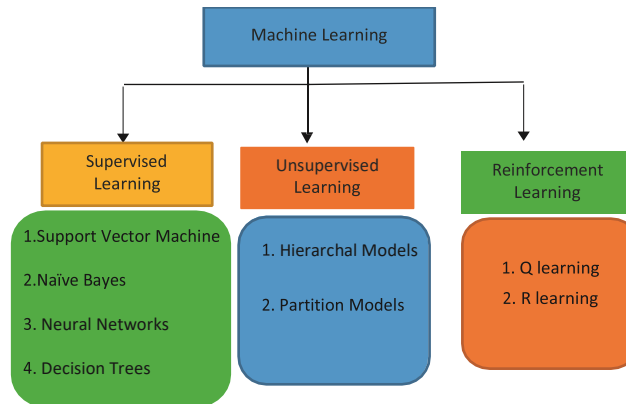 Machine Learning
Supervised
Learning
Unsupervised
Learning
Reinforcement
Learning
1.Support Vector Machine
2.Naïve Bayes
3. Neural Networks
4. Decision Trees
1. Hierarchal Models
2. Partition Models
1. Q learning
2. R learning